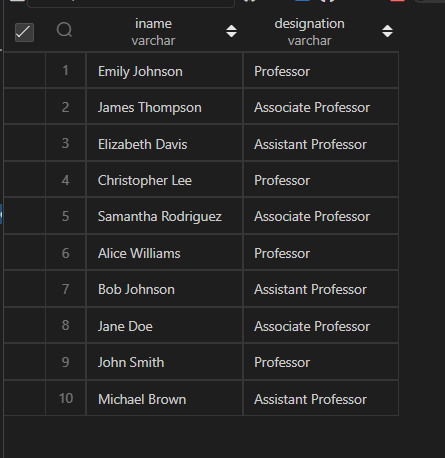 iname designation
varchar varchar
1 Emily Johnson Professor
2 James Thompson Associate Professor
3 Elizabeth Davis Assistant Professor
4 Christopher Lee Professor
5 Samantha Rodriguez Associate Professor
6 Alice Williams Professor
7 Bob Johnson Assistant Professor
8 Jane Doe Associate Professor
9 John Smith Professor
10 Michael Brown Assistant Professor